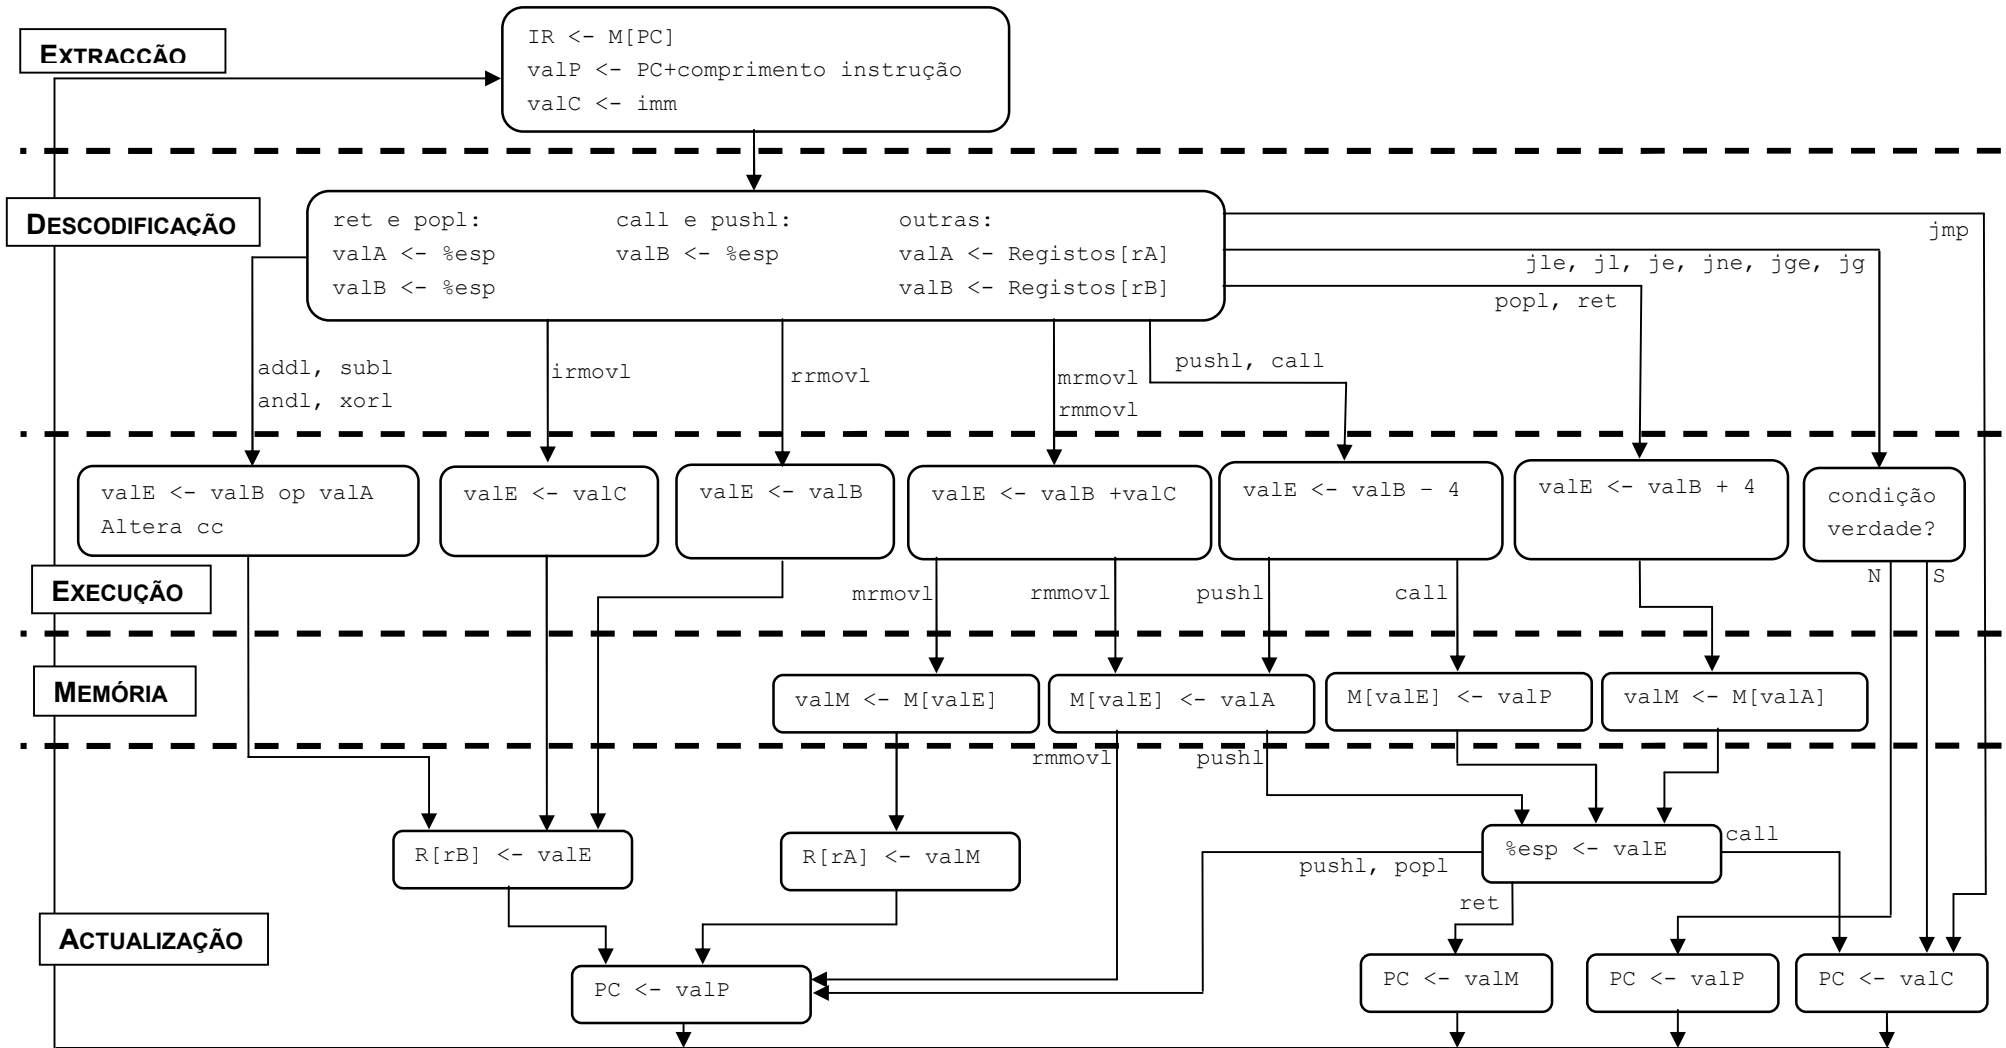 EXTRACCÃO
IR <- M[PC]
valP <- PC+comprimento instrução
valC <- imm
DESCODIFICAÇÃO
ret e popl:
valA <- %esp
valB <- %esp
call e pushl:
valB <- %esp
outras:
valA <- Registos[rA]
valB <- Registos[rB]
jmp
jle, jl, je, jne, jge, jg
popl, ret
addl, subl
andl, xorl
irmovl
rrmovl
mrmovl
rmmovl
pushl, call
valE <- valB op valA
Altera cc
valE <- valC
valE <- valB
valE <- valB +valC
valE <- valB – 4
valE <- valB + 4
condição
verdade?
EXECUÇÃO
mrmovl
rmmovl
pushl
call
N
S
MEMÓRIA
valM <- M[valE]
M[valE] <- valA
M[valE] <- valP
valM <- M[valA]
rmmovl
pushl
R[rB] <- valE
R[rA] <- valM
%esp <- valE
call
pushl, popl
ret
ACTUALIZAÇÃO
PC <- valP
PC <- valM
PC <- valP
PC <- valC